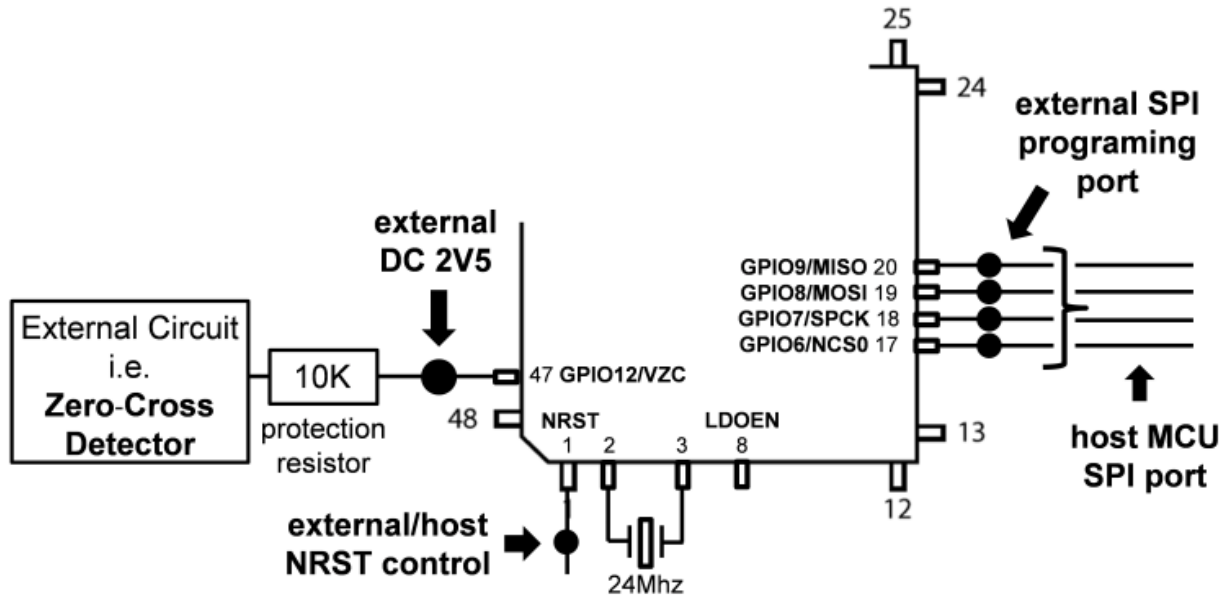 25
24
external SPI
programing
port
external
DC 2V5
GPIO9/MISO 20
GPIO8/MOSI 19
GPIO7/SPCK 18
GPIO6/NCS0 17
External Circuit
i.e.
Zero-Cross
Detector
10K
protection
resistor
47 GPIO12/VZC
48
NRST
LDOEN
1
2
3
8
13
12
host MCU
SPI port
1
external/host
NRST control
24Mhz